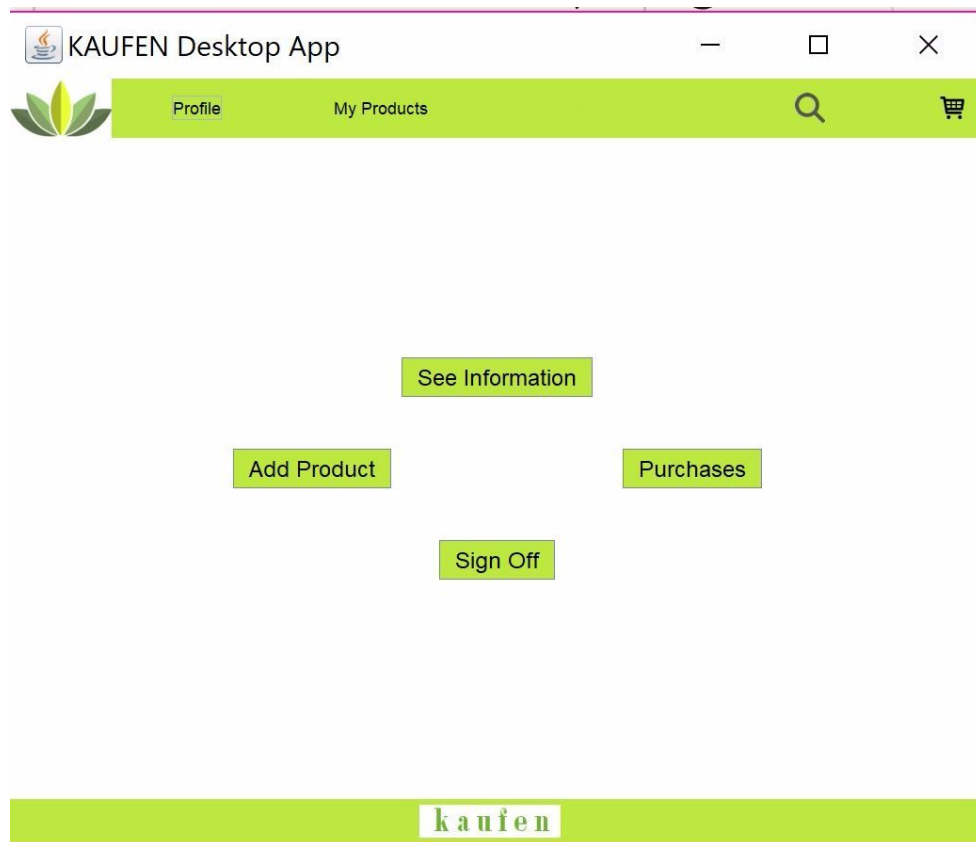 KAUFEN Desktop App
Profile My Products
See Information
Add Product Purchases
Sign Off
kaufen